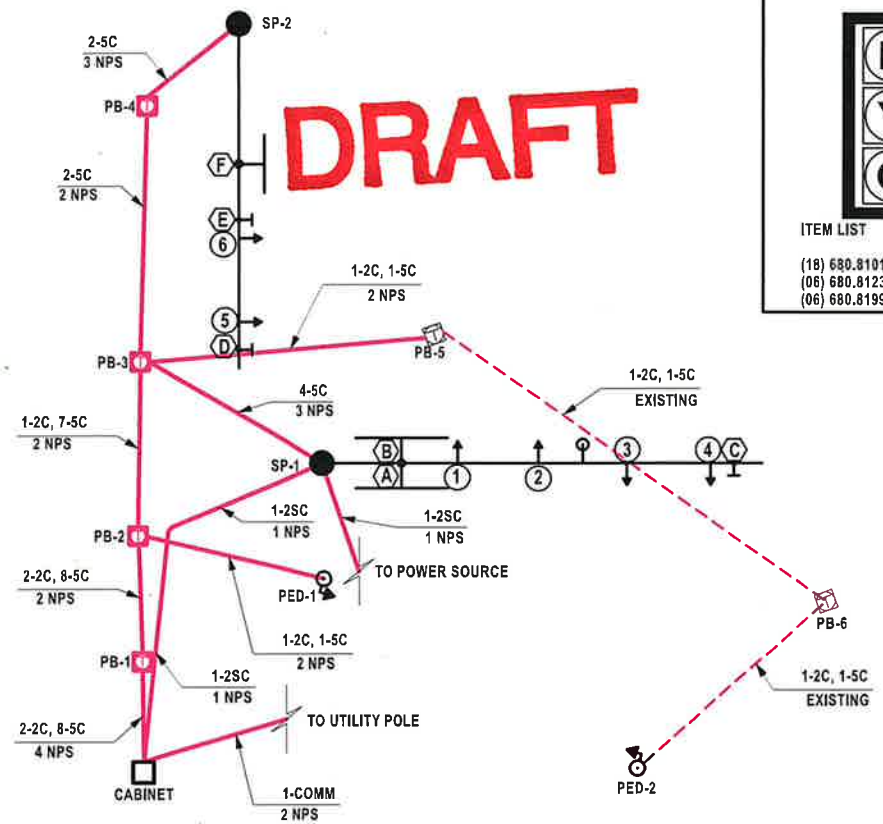 SP-2
2-5C
3 NPS
PB-4
DRAFT
F
2-5C
2 NPS
E
6
ITEM LIST
(18) 680.8101
(06) 680.8123
(06) 680.8199
1-2C, 1-5C
2 NPS
5
D
PB-5
PB-3
4-5C
3 NPS
1-2C, 1-5C
EXISTING
1-2C, 7-5C
2 NPS
SP-1
B
A
1
2
3
4
C
1-2SC
1 NPS
1-2SC
1 NPS
PB-2
TO POWER SOURCE
2-2C, 8-5C
2 NPS
PED-1
PB-6
1-2C, 1-5C
2 NPS
PB-1
1-2SC
1 NPS
1-2C, 1-5C
EXISTING
TO UTILITY POLE
2-2C, 8-5C
4 NPS
CABINET
1-COMM
2 NPS
PED-2